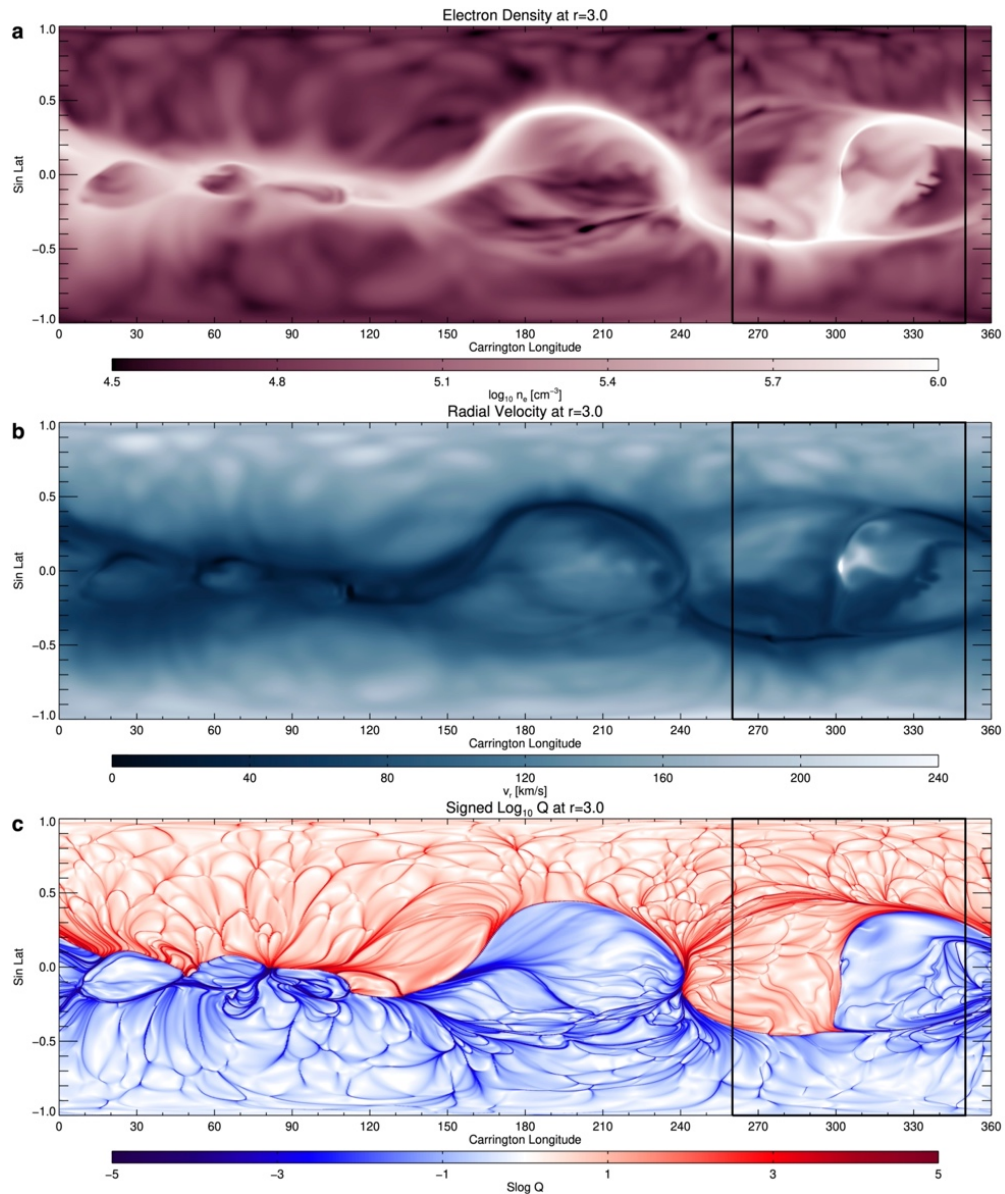 Electron Density at r=3.0
a
1.0
0.5
0.0
−0.5
−1.0
Sin Lat
0 30 60 90 120 150 180 210 240 270 300 330 360
Carrington Longitude
4.5 4.8 5.1 5.4 5.7 6.0
log₁₀ nₑ [cm⁻³]
Radial Velocity at r=3.0
b
1.0
0.5
0.0
−0.5
−1.0
Sin Lat
0 30 60 90 120 150 180 210 240 270 300 330 360
Carrington Longitude
0 40 80 120 160 200 240
vᵣ [km/s]
Signed Log₁₀ Q at r=3.0
c
1.0
0.5
0.0
−0.5
−1.0
Sin Lat
0 30 60 90 120 150 180 210 240 270 300 330 360
Carrington Longitude
−5 −3 −1 1 3 5
Slog Q